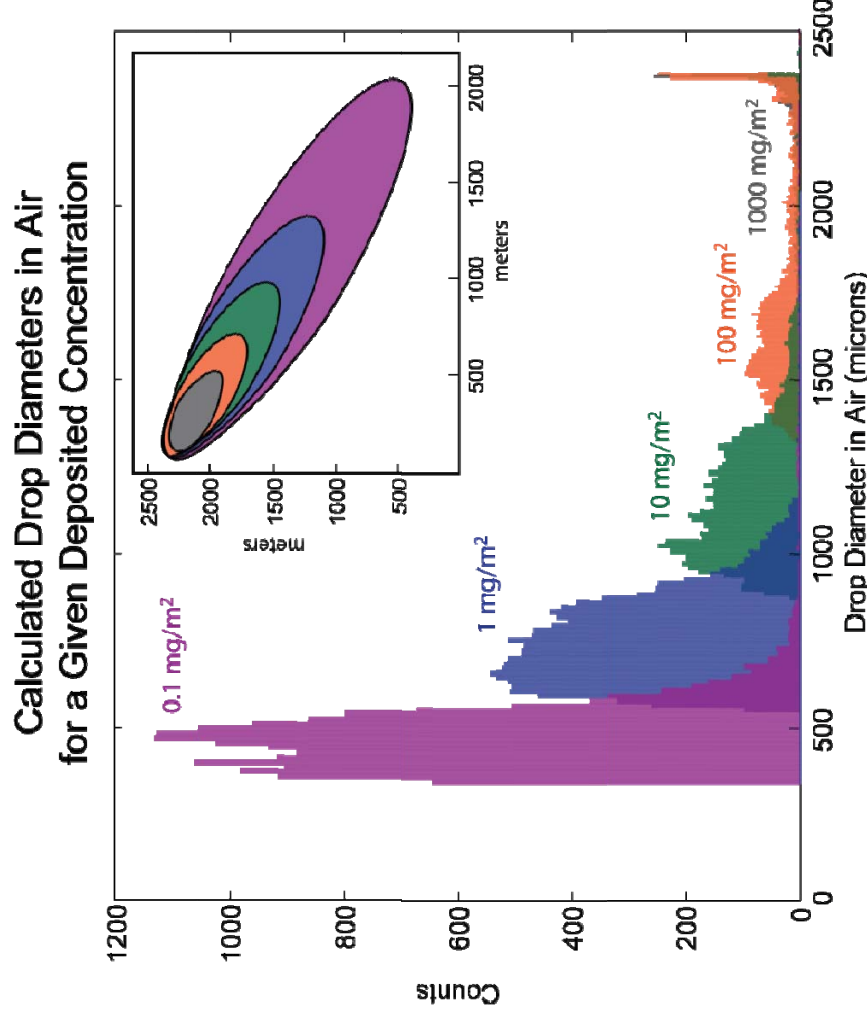 Calculated Drop Diameters in Air
for a Given Deposited Concentration
1200
1000
800
600
400
200
0
Counts
0
500
1000
1500
2000
2500
Drop Diameter in Air (microns)
0.1 mg/m²
1 mg/m²
10 mg/m²
100 mg/m²
1000 mg/m²
2500
2000
1500
1000
500
meters
500
1000
1500
2000
meters